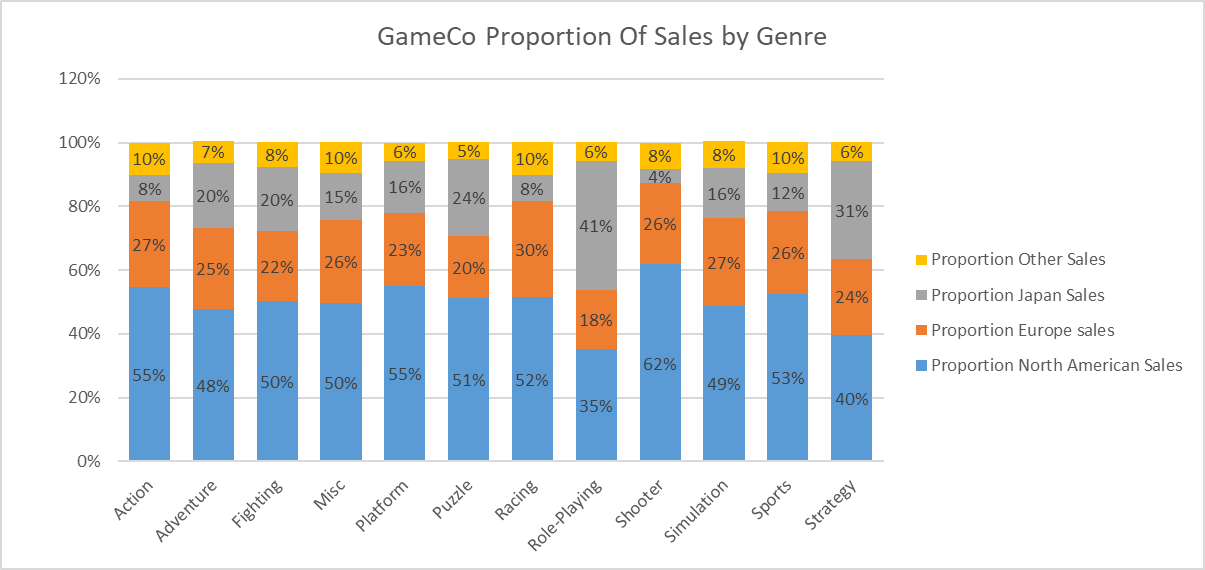 GameCo Proportion Of Sales by Genre
120%
100%
80%
60%
40%
20%
0%
10% 7% 8% 10% 6% 5% 10% 6% 8% 8% 10% 6%
8% 20% 20% 15% 16% 24% 8% 41% 4% 16% 12% 31%
27% 25% 22% 26% 23% 20% 30% 18% 26% 27% 26% 24%
55% 48% 50% 50% 55% 51% 52% 35% 62% 49% 53% 40%
Action
Adventure
Fighting
Misc
Platform
Puzzle
Racing
Role-Playing
Shooter
Simulation
Sports
Strategy
Proportion Other Sales
Proportion Japan Sales
Proportion Europe sales
Proportion North American Sales